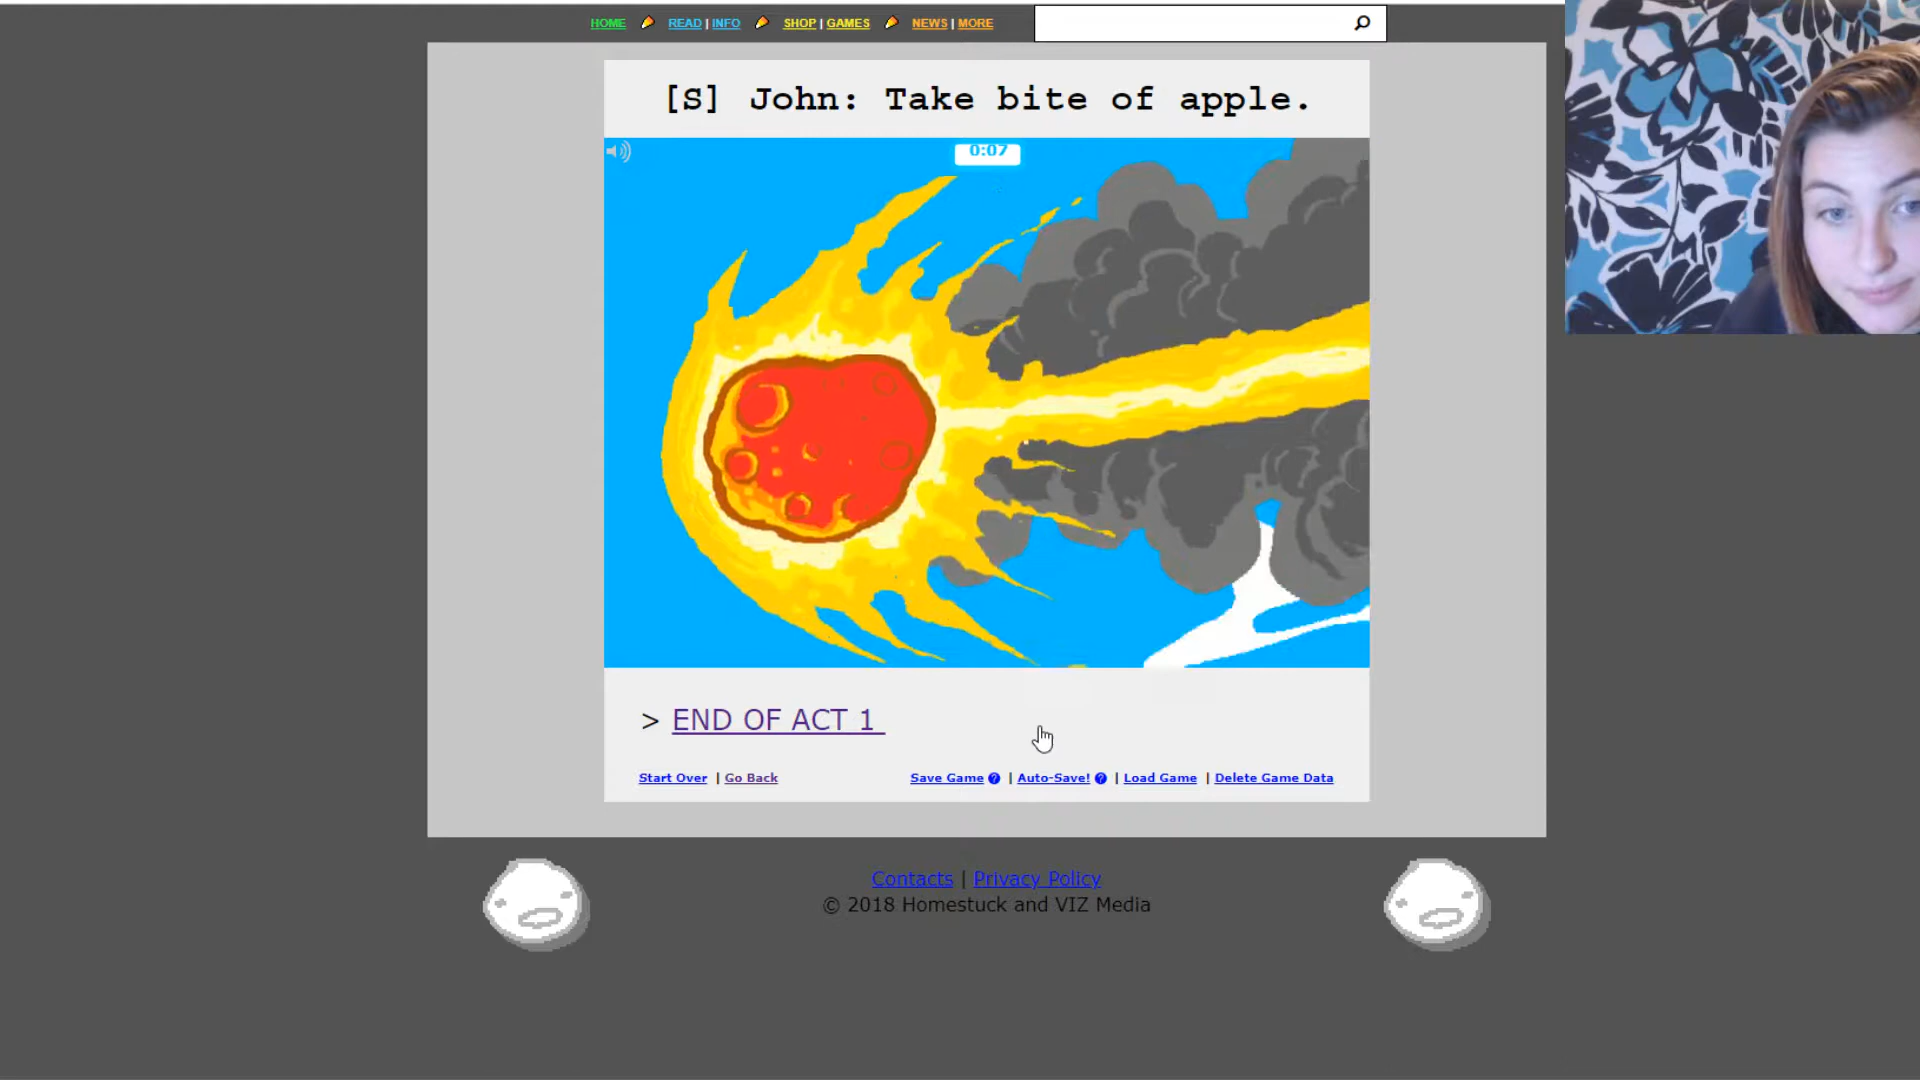 HOME READ | INFO SHOP | GAMES NEWS | MORE
[S] John: Take bite of apple.
0:07
> END OF ACT 1
Start Over | Go Back Save Game ? | Auto-Save! ? | Load Game | Delete Game Data
Contacts | Privacy Policy
© 2018 Homestuck and VIZ Media